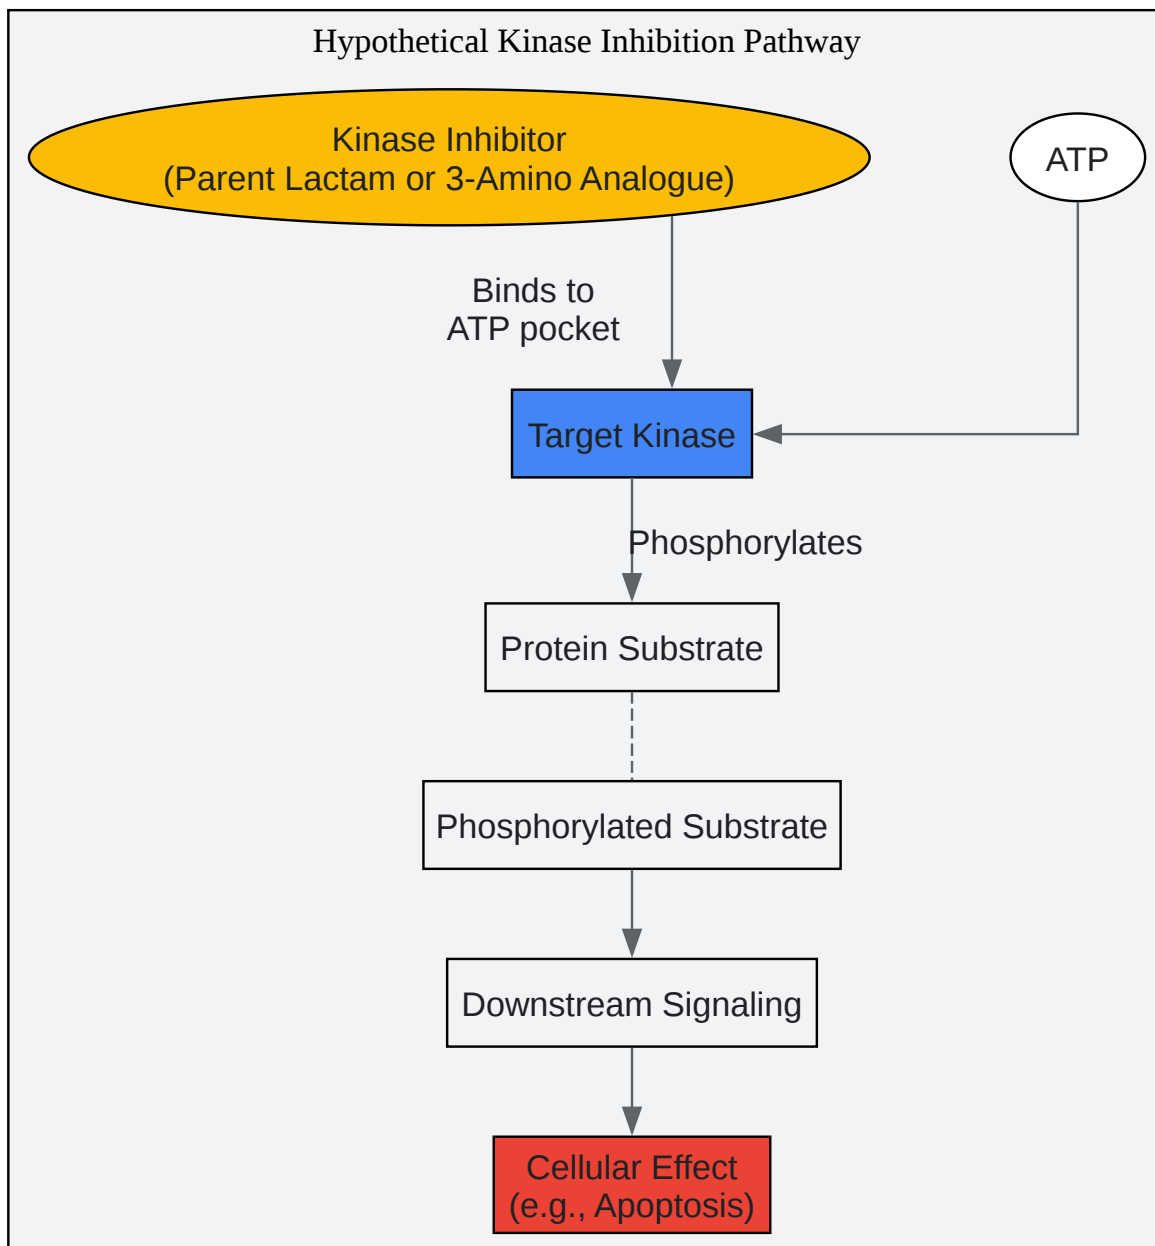 Hypothetical Kinase Inhibition Pathway
Kinase Inhibitor
(Parent Lactam or 3-Amino Analogue)
ATP
Binds to
ATP pocket
Target Kinase
Phosphorylates
Protein Substrate
Phosphorylated Substrate
Downstream Signaling
Cellular Effect
(e.g., Apoptosis)